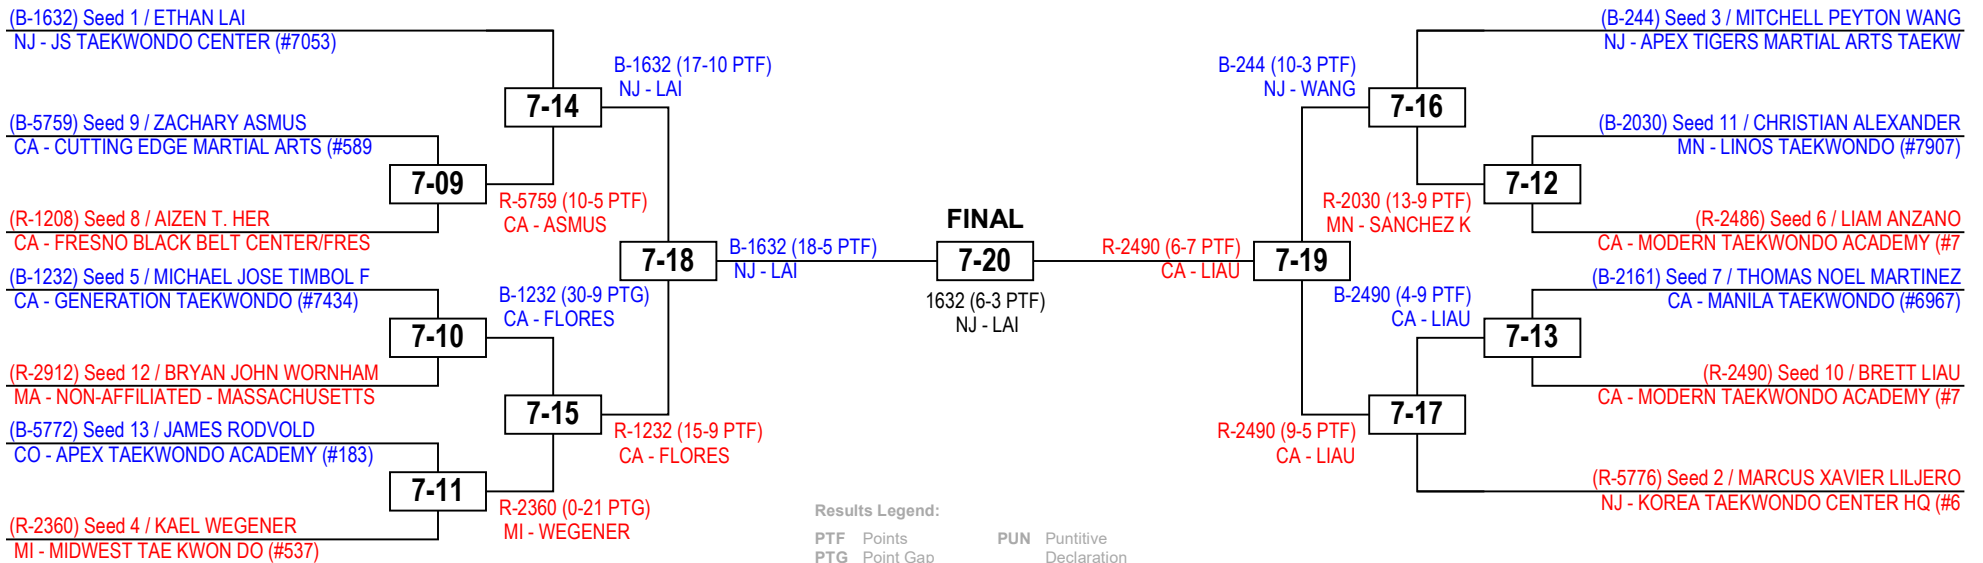 (B-1632) Seed 1 / ETHAN LAI
NJ - JS TAEKWONDO CENTER (#7053)
B-1632 (17-10 PTF)
NJ - LAI
7-14
(B-5759) Seed 9 / ZACHARY ASMUS
CA - CUTTING EDGE MARTIAL ARTS (#589
7-09
R-5759 (10-5 PTF)
CA - ASMUS
(R-1208) Seed 8 / AIZEN T. HER
CA - FRESNO BLACK BELT CENTER/FRES
7-18
B-1632 (18-5 PTF)
NJ - LAI
(B-1232) Seed 5 / MICHAEL JOSE TIMBOL F
CA - GENERATION TAEKWONDO (#7434)
B-1232 (30-9 PTG)
CA - FLORES
7-10
(R-2912) Seed 12 / BRYAN JOHN WORNHAM
MA - NON-AFFILIATED - MASSACHUSETTS
7-15
R-1232 (15-9 PTF)
CA - FLORES
(B-5772) Seed 13 / JAMES RODVOLD
CO - APEX TAEKWONDO ACADEMY (#183)
7-11
R-2360 (0-21 PTG)
MI - WEGENER
(R-2360) Seed 4 / KAEL WEGENER
MI - MIDWEST TAE KWON DO (#537)
FINAL
7-20
1632 (6-3 PTF)
NJ - LAI
(B-244) Seed 3 / MITCHELL PEYTON WANG
NJ - APEX TIGERS MARTIAL ARTS TAEKW
B-244 (10-3 PTF)
NJ - WANG
7-16
(B-2030) Seed 11 / CHRISTIAN ALEXANDER
MN - LINOS TAEKWONDO (#7907)
7-12
R-2030 (13-9 PTF)
MN - SANCHEZ K
(R-2486) Seed 6 / LIAM ANZANO
CA - MODERN TAEKWONDO ACADEMY (#7
R-2490 (6-7 PTF)
CA - LIAU
7-19
(B-2161) Seed 7 / THOMAS NOEL MARTINEZ
CA - MANILA TAEKWONDO (#6967)
B-2490 (4-9 PTF)
CA - LIAU
7-13
(R-2490) Seed 10 / BRETT LIAU
CA - MODERN TAEKWONDO ACADEMY (#7
7-17
R-2490 (9-5 PTF)
CA - LIAU
(R-5776) Seed 2 / MARCUS XAVIER LILJERO
NJ - KOREA TAEKWONDO CENTER HQ (#6
Results Legend:
PTF Points PUN Puntitive
PTG Point Gap Declaration